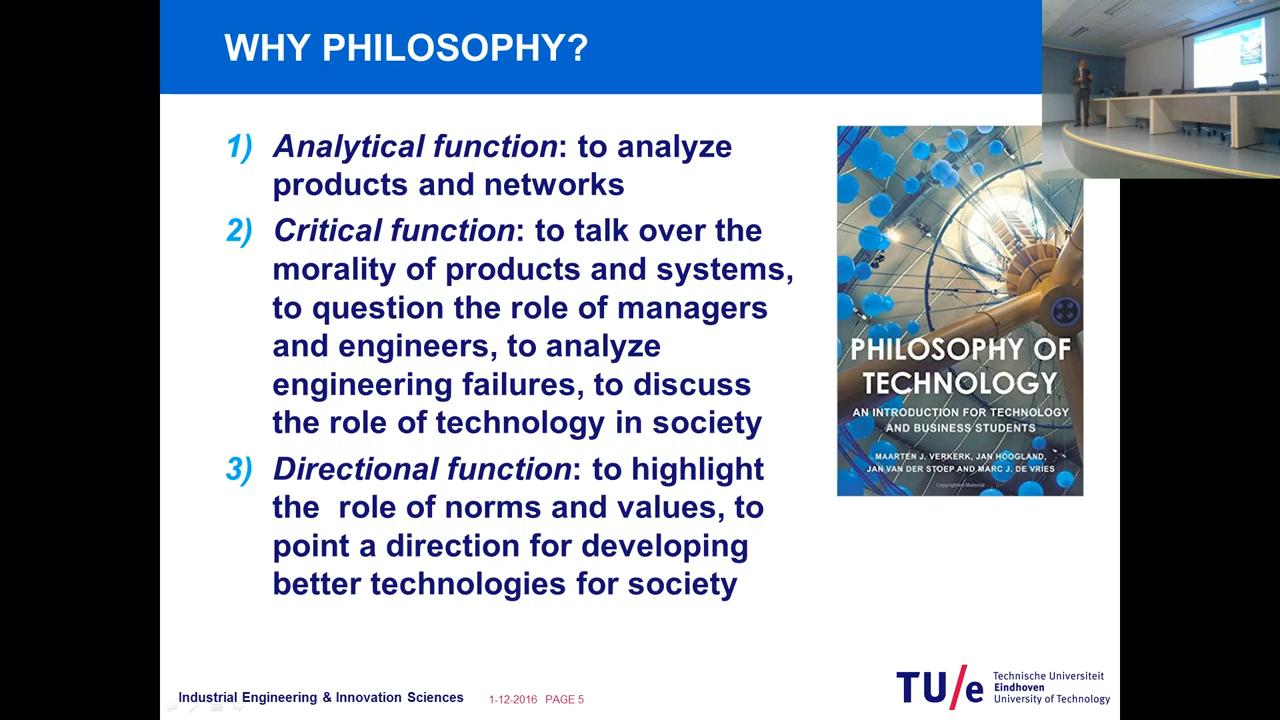 WHY PHILOSOPHY?
1) Analytical function: to analyze
products and networks
2) Critical function: to talk over the
morality of products and systems,
to question the role of managers
and engineers, to analyze
engineering failures, to discuss
the role of technology in society
3) Directional function: to highlight
the role of norms and values, to
point a direction for developing
better technologies for society
PHILOSOPHY OF
TECHNOLOGY
AN INTRODUCTION FOR TECHNOLOGY
AND BUSINESS STUDENTS
MAARTEN J. VERKERK, JAN HOOGLAND,
JAN VAN DER STOEP AND MARC J. DE VRIES
Copyrighted Material
Industrial Engineering & Innovation Sciences
1-12-2016 PAGE 5
TU/e
Technische Universiteit
Eindhoven
University of Technology